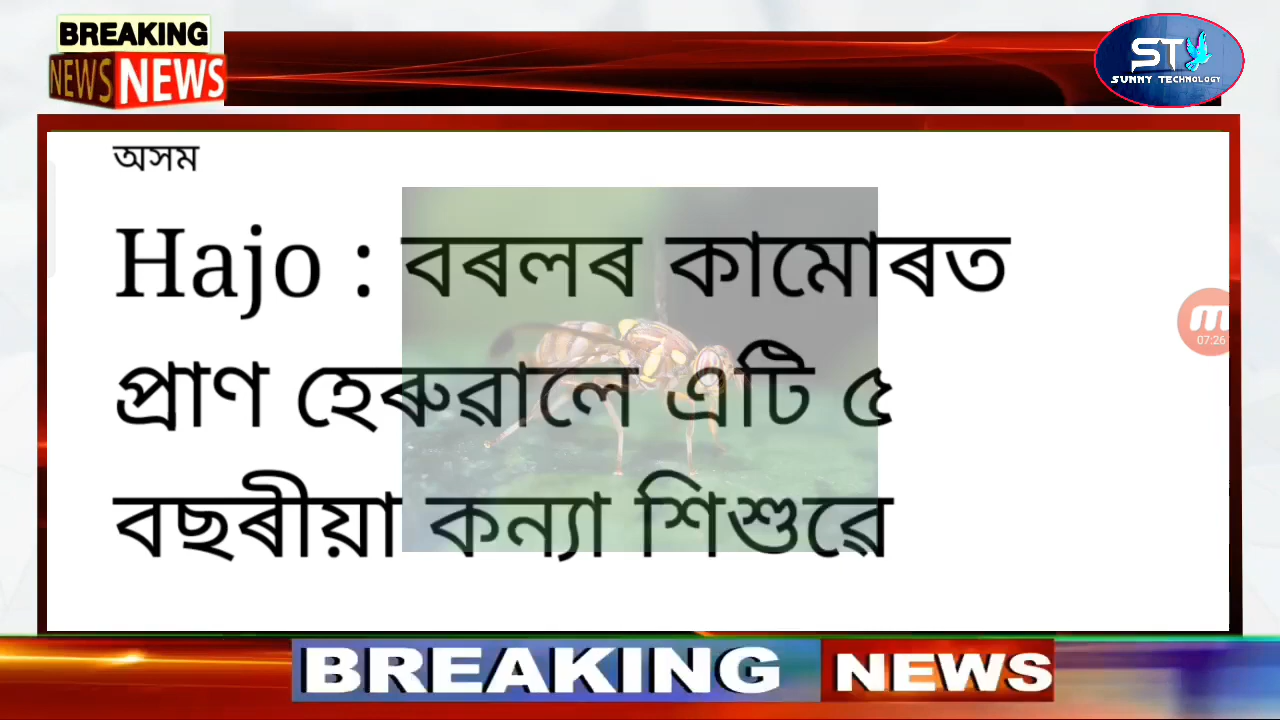 BREAKING
NEWS NEWS
ST
SUNNY TECHNOLOGY
অসম
Hajo : বৰলৰ কামোৰত
প্ৰাণ হেৰুৱালে এটি ৫
বছৰীয়া কন্যা শিশুৱে
07:26
BREAKING NEWS